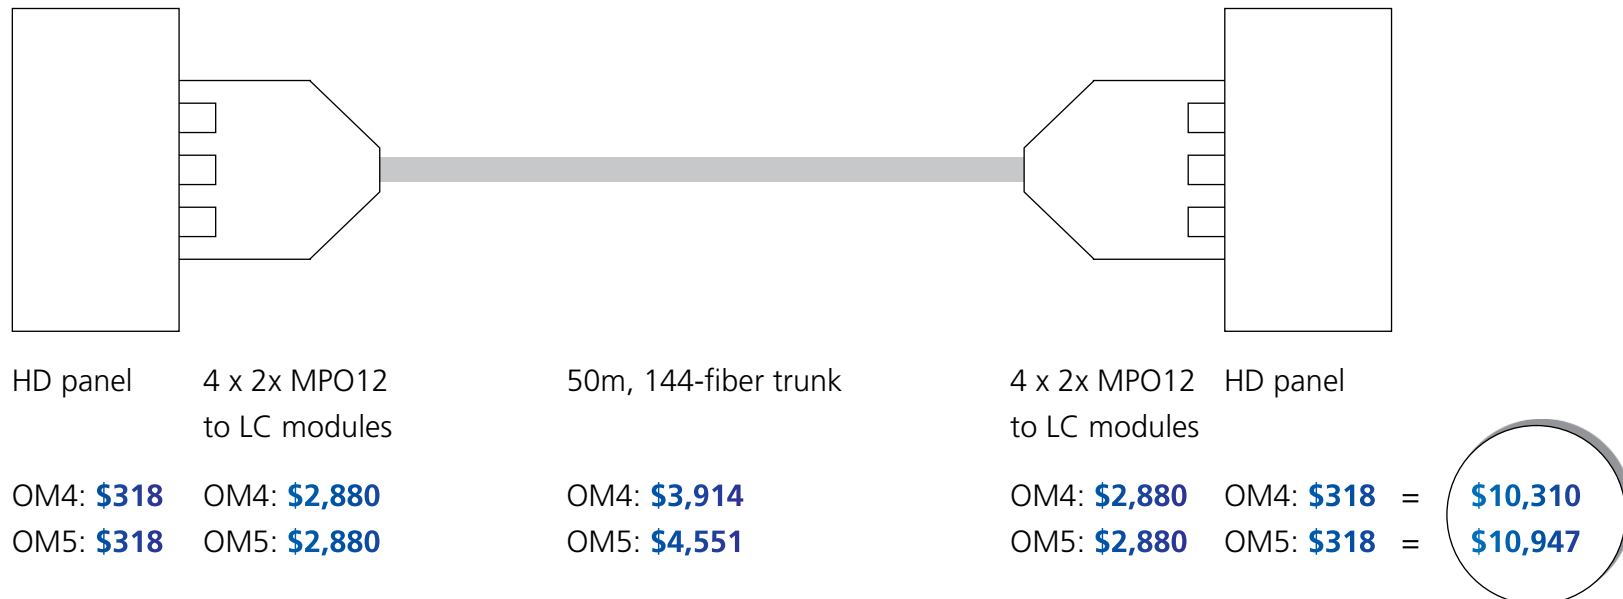 HD panel 4 x 2x MPO12 50m, 144-fiber trunk 4 x 2x MPO12 HD panel
to LC modules to LC modules
OM4: $318 OM4: $2,880 OM4: $3,914 OM4: $2,880 OM4: $318 = $10,310
OM5: $318 OM5: $2,880 OM5: $4,551 OM5: $2,880 OM5: $318 = $10,947